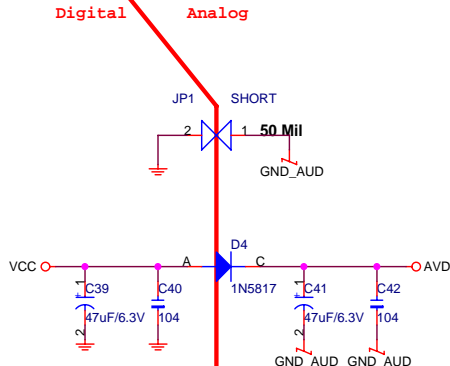 Digital Analog
JP1 SHORT
2 1 50 Mil
GND_AUD
D4
VCC A C AVD
1N5817
1 C39 C40 1 C41 C42
+ 47uF/6.3V 104 + 47uF/6.3V 104
2 2
GND_AUD GND_AUD